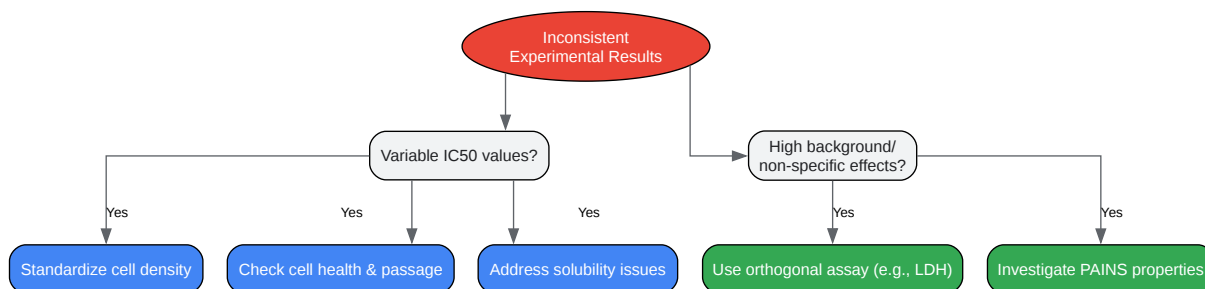 Inconsistent
Experimental Results
Variable IC50 values?
High background/
non-specific effects?
Yes
Yes
Yes
Yes
Yes
Standardize cell density
Check cell health & passage
Address solubility issues
Use orthogonal assay (e.g., LDH)
Investigate PAINS properties